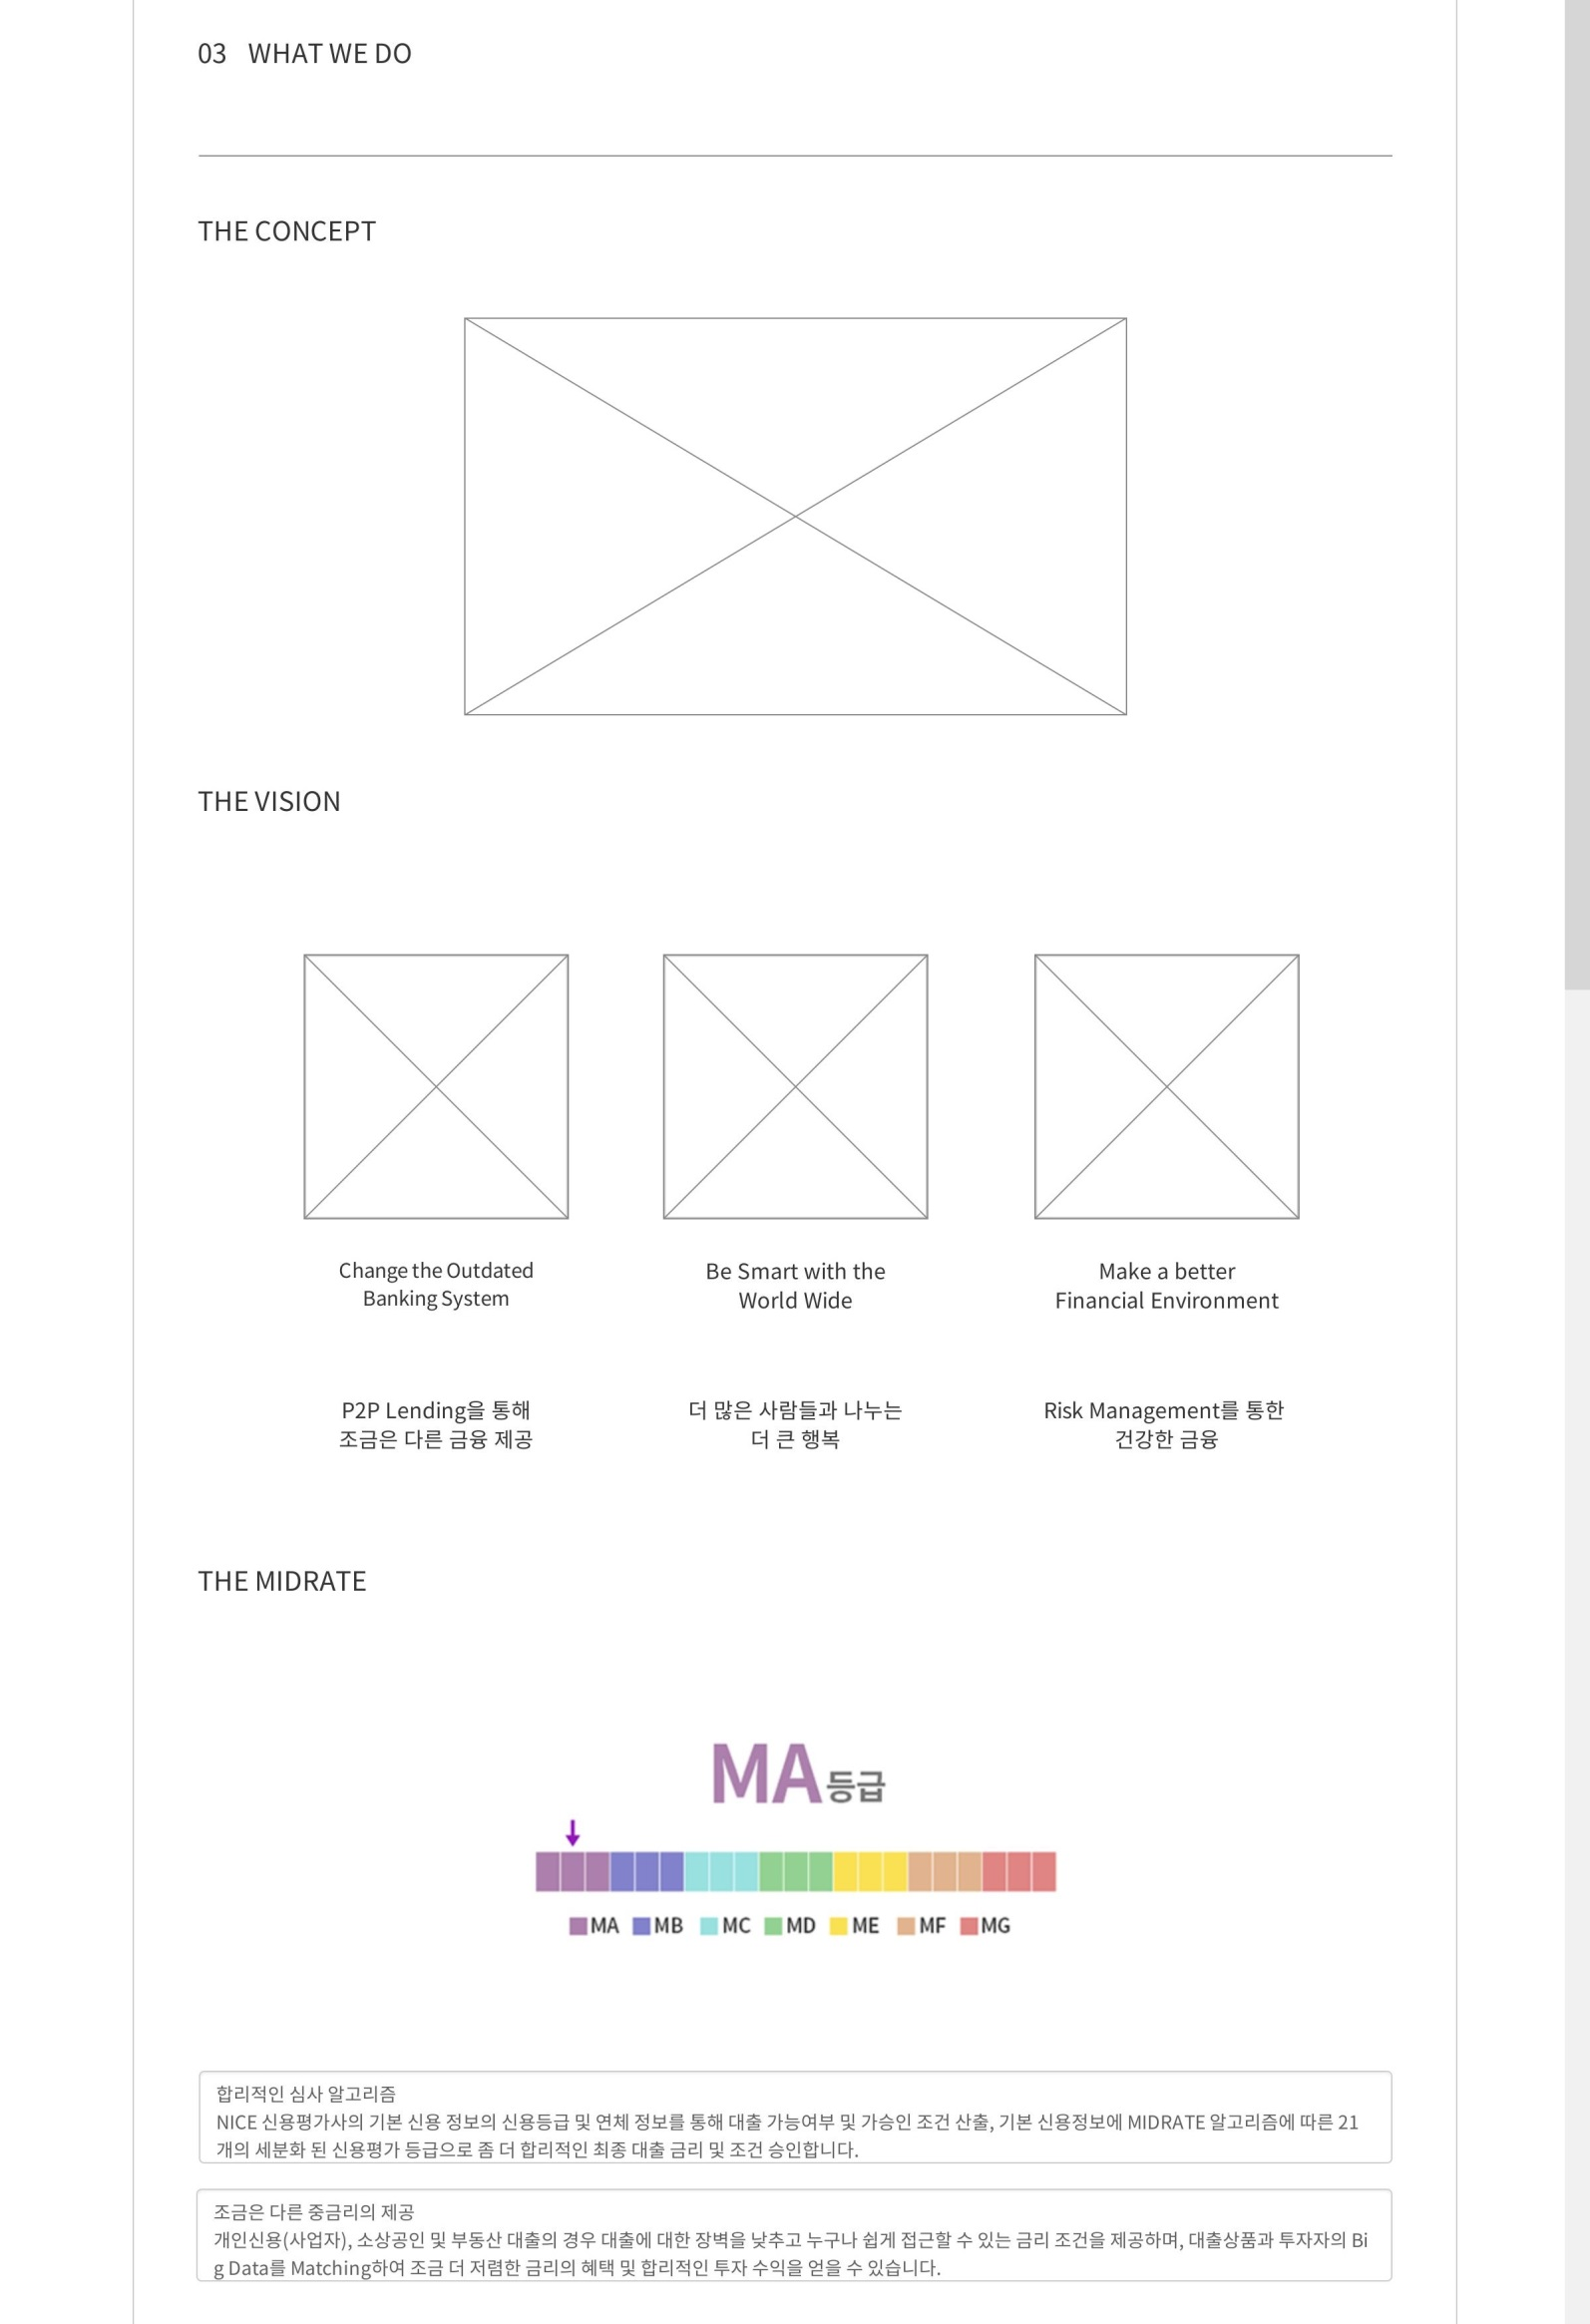 03 WHAT WE DO
THE CONCEPT
THE VISION
Change the Outdated
Banking System
Be Smart with the
World Wide
Make a better
Financial Environment
P2P Lending을 통해
조금은 다른 금융 제공
더 많은 사람들과 나누는
더 큰 행복
Risk Management를 통한
건강한 금융
THE MIDRATE
MA등급
MA MB MC MD ME MF MG
합리적인 심사 알고리즘
NICE 신용평가사의 기본 신용 정보의 신용등급 및 연체 정보를 통해 대출 가능여부 및 가승인 조건 산출, 기본 신용정보에 MIDRATE 알고리즘에 따른 21
개의 세분화 된 신용평가 등급으로 좀 더 합리적인 최종 대출 금리 및 조건 승인합니다.
조금은 다른 중금리의 제공
개인신용(사업자), 소상공인 및 부동산 대출의 경우 대출에 대한 장벽을 낮추고 누구나 쉽게 접근할 수 있는 금리 조건을 제공하며, 대출상품과 투자자의 Bi
g Data를 Matching하여 조금 더 저렴한 금리의 혜택 및 합리적인 투자 수익을 얻을 수 있습니다.